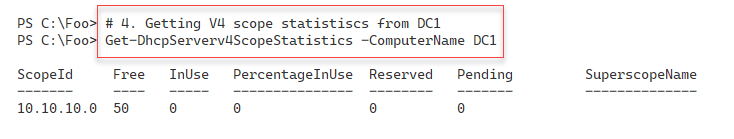 PS C:\Foo> # 4. Getting V4 scope statistiscs from DC1
PS C:\Foo> Get-DhcpServerv4ScopeStatistics -ComputerName DC1
ScopeId Free InUse PercentageInUse Reserved Pending SuperscopeName
------- ---- ----- --------------- -------- ------- --------------
10.10.10.0 50 0 0 0 0